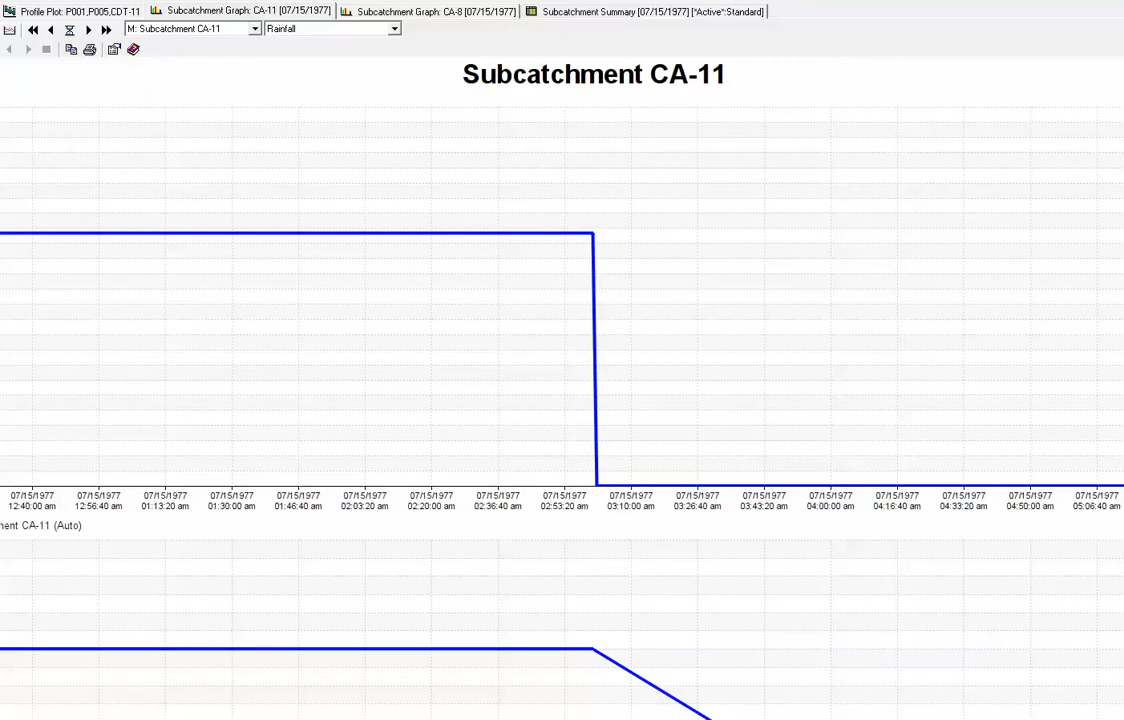 Profile Plot: P001,P005,CDT-11 Subcatchment Graph: CA-11 [07/15/1977] Subcatchment Graph: CA-8 [07/15/1977] Subcatchment Summary [07/15/1977] [*Active*:Standard]
M: Subcatchment CA-11 Rainfall
Subcatchment CA-11
07/15/1977 07/15/1977 07/15/1977 07/15/1977 07/15/1977 07/15/1977 07/15/1977 07/15/1977 07/15/1977 07/15/1977 07/15/1977 07/15/1977 07/15/1977 07/15/1977 07/15/1977 07/15/1977 07/15/1977
12:40:00 am 12:56:40 am 01:13:20 am 01:30:00 am 01:46:40 am 02:03:20 am 02:20:00 am 02:36:40 am 02:53:20 am 03:10:00 am 03:26:40 am 03:43:20 am 04:00:00 am 04:16:40 am 04:33:20 am 04:50:00 am 05:06:40 am
nent CA-11 (Auto)